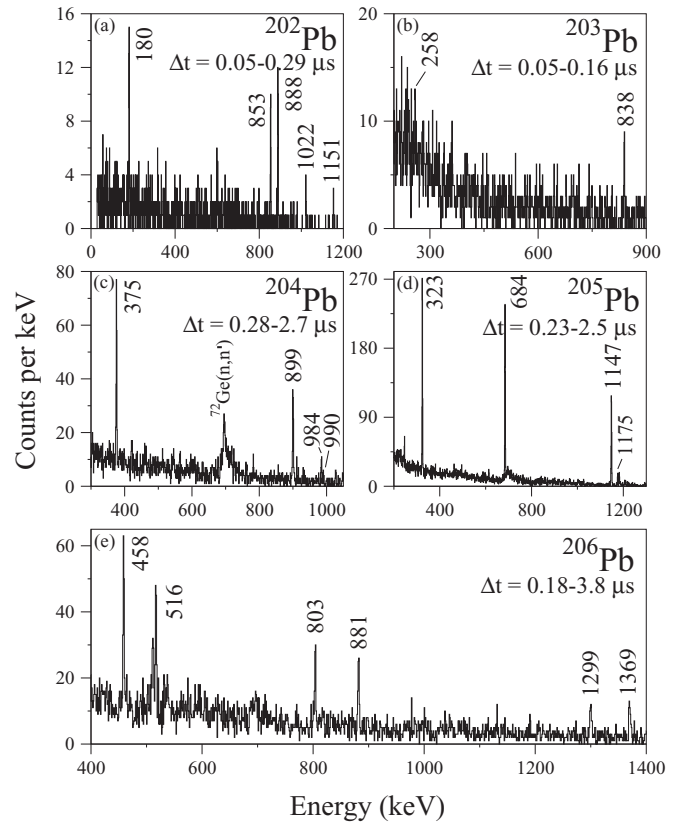 (a) ²⁰²Pb
Δt = 0.05-0.29 μs
180
853
888
1022
1151
16
12
8
4
0
0 400 800 1200
(b) ²⁰³Pb
Δt = 0.05-0.16 μs
258
838
20
10
0
300 600 900
(c) ²⁰⁴Pb
Δt = 0.28-2.7 μs
375
⁷²Ge(n,n')
899
984
990
80
60
40
20
0
400 600 800 1000
(d) ²⁰⁵Pb
Δt = 0.23-2.5 μs
323
684
1147
1175
270
180
90
0
400 800 1200
Counts per keV
(e) ²⁰⁶Pb
Δt = 0.18-3.8 μs
458
516
803
881
1299
1369
60
40
20
0
400 600 800 1000 1200 1400
Energy (keV)